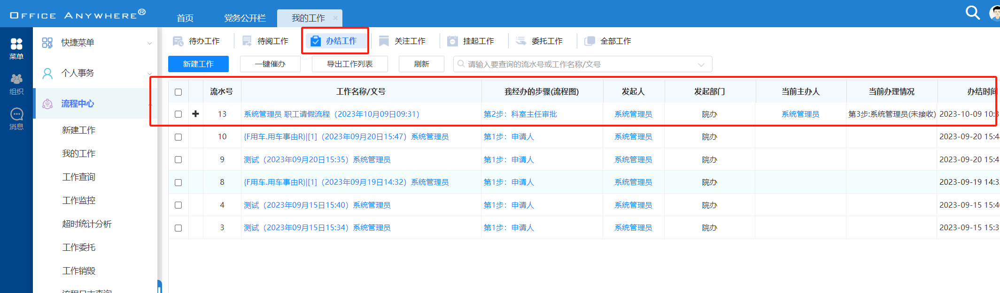 OFFICE ANYWHERE®
首页 党务公开栏 我的工作 ×
菜单
组织
消息
快捷菜单
个人事务
流程中心
新建工作
我的工作
工作查询
工作监控
超时统计分析
工作委托
工作销毁
流程日志查询
待办工作 待阅工作 办结工作 关注工作 挂起工作 委托工作 全部工作
新建工作 一键催办 导出工作列表 刷新 请输入要查询的流水号或工作名称/文号
流水号 工作名称/文号 我经办的步骤(流程图) 发起人 发起部门 当前主办人 当前办理情况 办结时间
13 系统管理员 职工请假流程（2023年10月09日09:31） 第2步：科室主任审批 系统管理员 院办 系统管理员 第3步:系统管理员(未接收) 2023-10-09 10:3
10 {F用车.用车事由R}|[1]（2023年09月20日15:47）系统管理员 第1步：申请人 系统管理员 院办 2023-09-20 15:4
9 测试（2023年09月20日15:35）系统管理员 第1步：申请人 系统管理员 院办 2023-09-20 15:4
8 {F用车.用车事由R}|[1]（2023年09月19日14:32）系统管理员 第1步：申请人 系统管理员 院办 2023-09-19 14:3
4 测试（2023年09月15日15:40）系统管理员 第1步：申请人 系统管理员 院办 2023-09-15 15:4
3 测试（2023年09月15日15:34）系统管理员 第1步：申请人 系统管理员 院办 2023-09-15 15:3